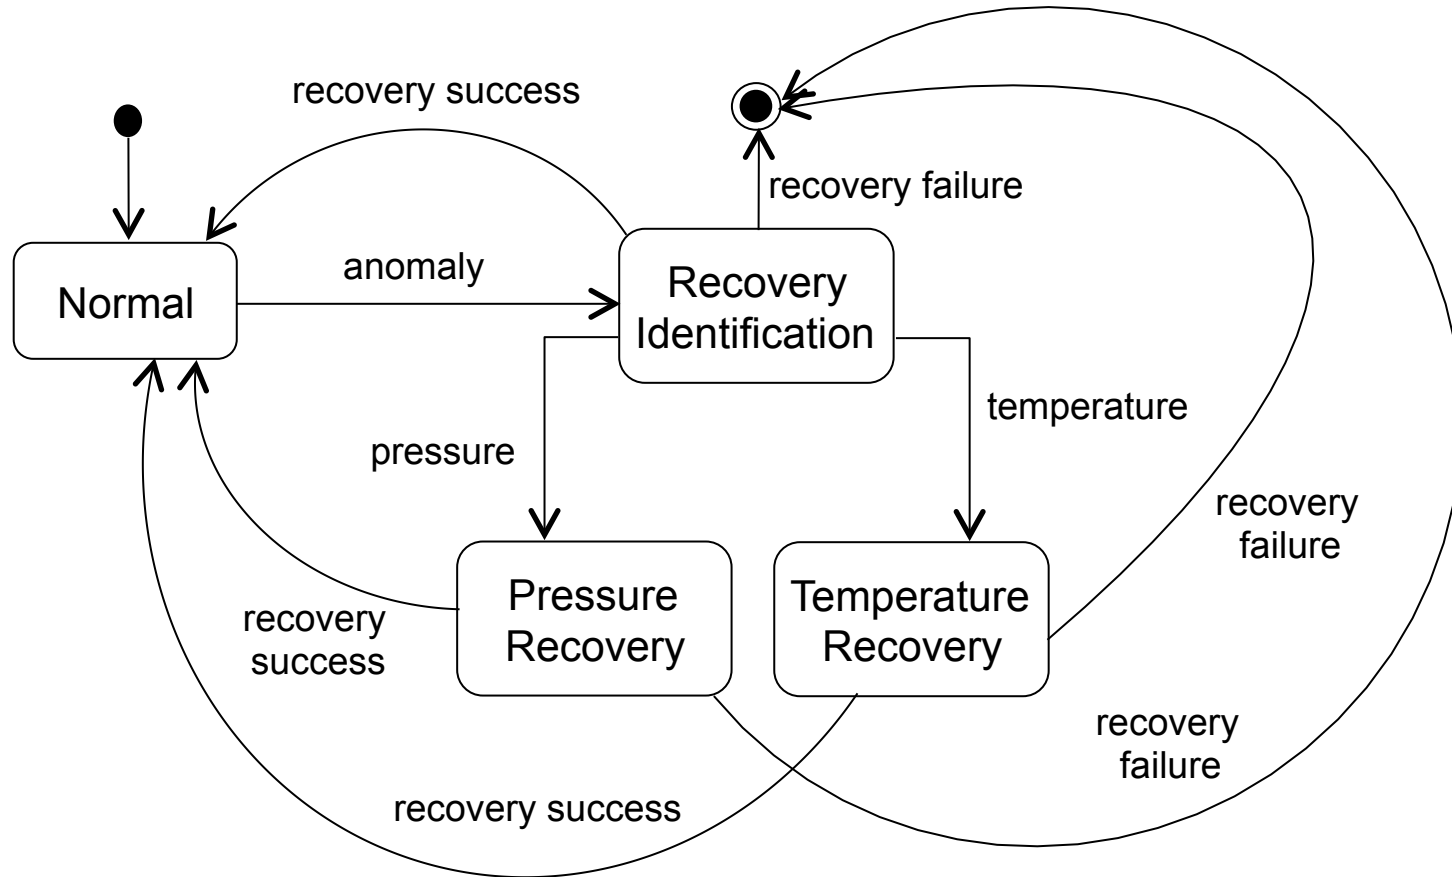 recovery success
recovery failure
anomaly
Normal
Recovery
Identification
temperature
pressure
recovery
failure
Pressure
Recovery
Temperature
Recovery
recovery
success
recovery
failure
recovery success